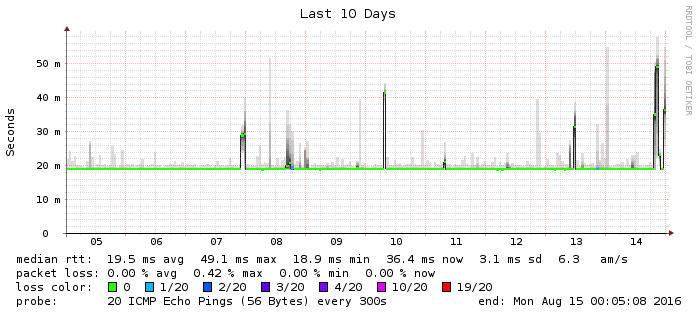 Last 10 Days
RRDTOOL / TOBI OETIKER
Seconds
50 m
40 m
30 m
20 m
10 m
0
05 06 07 08 09 10 11 12 13 14
median rtt: 19.5 ms avg 49.1 ms max 18.9 ms min 36.4 ms now 3.1 ms sd 6.3 am/s
packet loss: 0.00 % avg 0.42 % max 0.00 % min 0.00 % now
loss color: 0 1/20 2/20 3/20 4/20 10/20 19/20
probe: 20 ICMP Echo Pings (56 Bytes) every 300s end: Mon Aug 15 00:05:08 2016